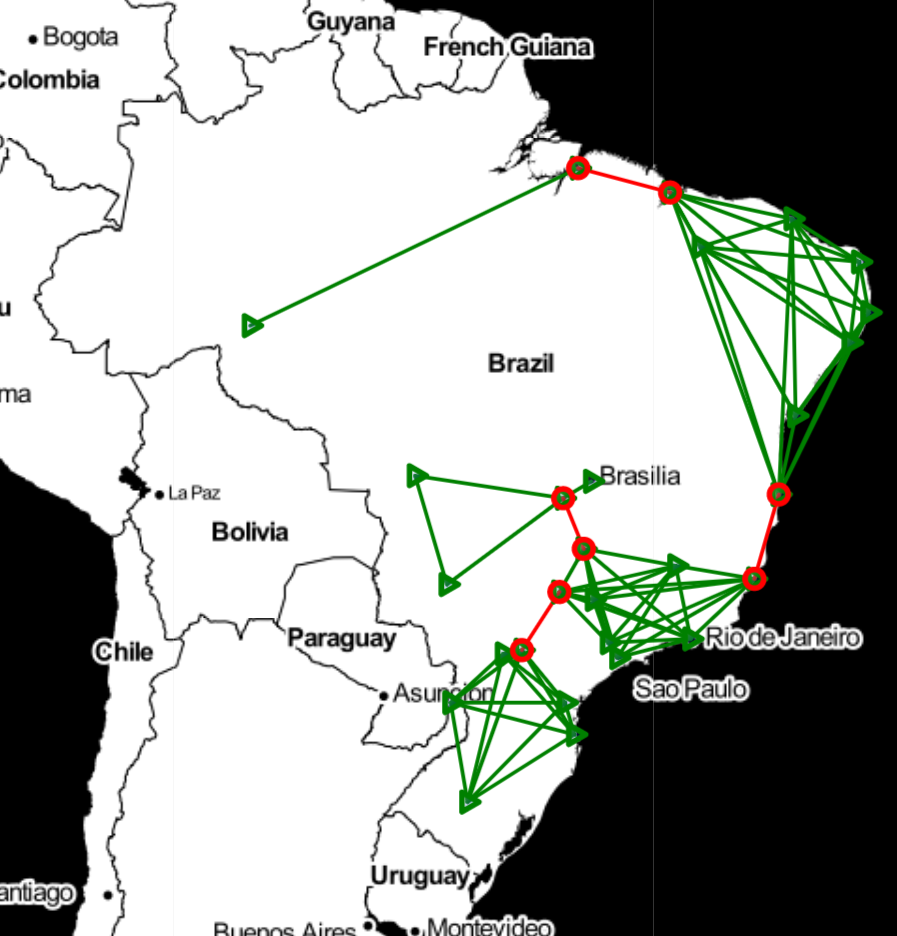 Guyana
Bogota
French Guiana
Colombia
u
Brazil
ma
Brasilia
La Paz
Bolivia
Rio de Janeiro
Paraguay
Chile
Sao Paulo
Asuncion
Uruguay
antiago
Buenos Aires
Montevideo